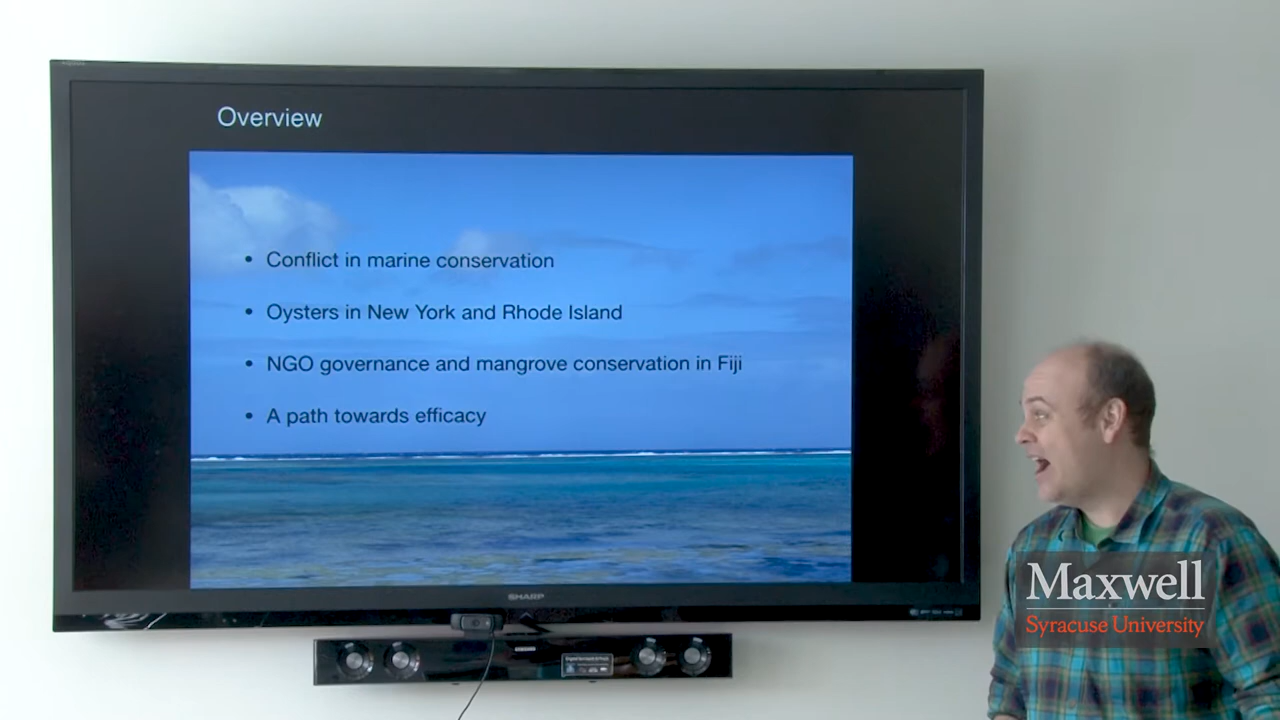 Overview
• Conflict in marine conservation
• Oysters in New York and Rhode Island
• NGO governance and mangrove conservation in Fiji
• A path towards efficacy
SHARP
Maxwell
Syracuse University